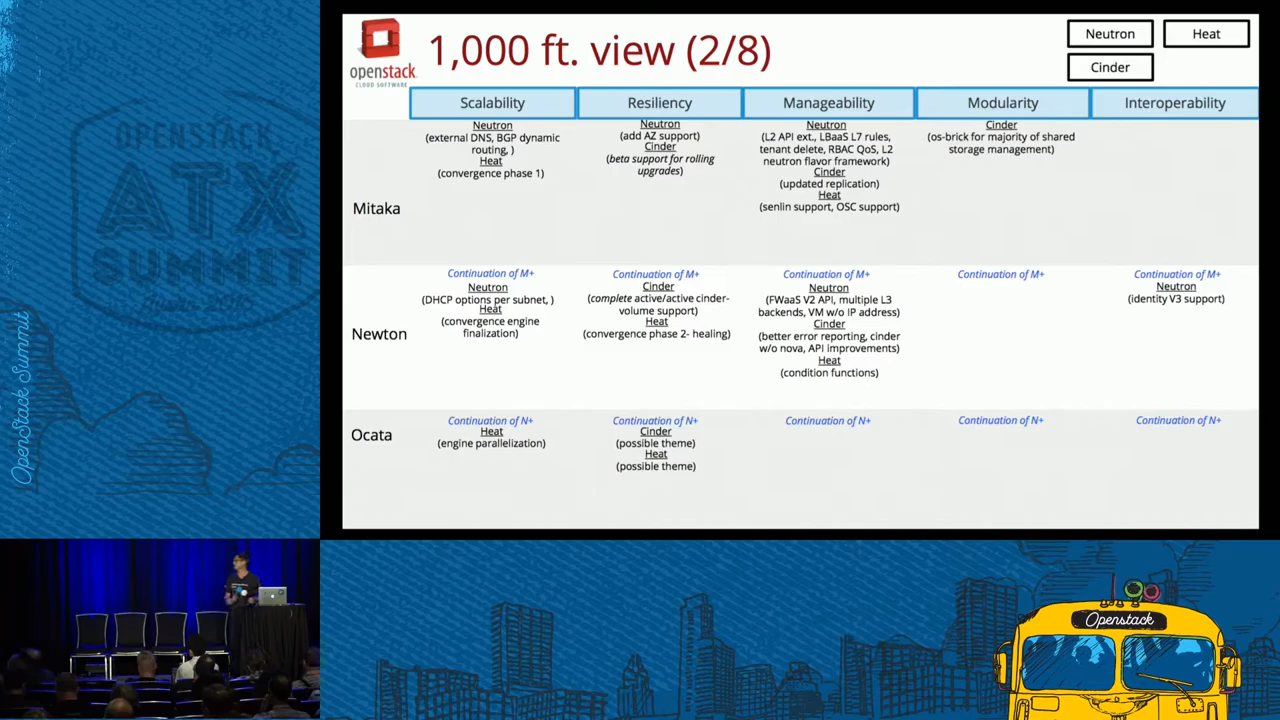 openstack
CLOUD SOFTWARE
1,000 ft. view (2/8)
Neutron
Heat
Cinder
Scalability
Resiliency
Manageability
Modularity
Interoperability
Mitaka
Neutron
(external DNS, BGP dynamic
routing, )
Heat
(convergence phase 1)
Neutron
(add AZ support)
Cinder
(beta support for rolling
upgrades)
Neutron
(L2 API ext., LBaaS L7 rules,
tenant delete, RBAC QoS, L2
neutron flavor framework)
Cinder
(updated replication)
Heat
(senlin support, OSC support)
Cinder
(os-brick for majority of shared
storage management)
Newton
Continuation of M+
Neutron
(DHCP options per subnet, )
Heat
(convergence engine
finalization)
Continuation of M+
Cinder
(complete active/active cinder-
volume support)
Heat
(convergence phase 2- healing)
Continuation of M+
Neutron
(FWaaS V2 API, multiple L3
backends, VM w/o IP address)
Cinder
(better error reporting, cinder
w/o nova, API improvements)
Heat
(condition functions)
Continuation of M+
Continuation of M+
Neutron
(identity V3 support)
Ocata
Continuation of N+
Heat
(engine parallelization)
Continuation of N+
Cinder
(possible theme)
Heat
(possible theme)
Continuation of N+
Continuation of N+
Continuation of N+
OPENSTACK
ATX
SUMMIT
OpenStack Summit
Openstack